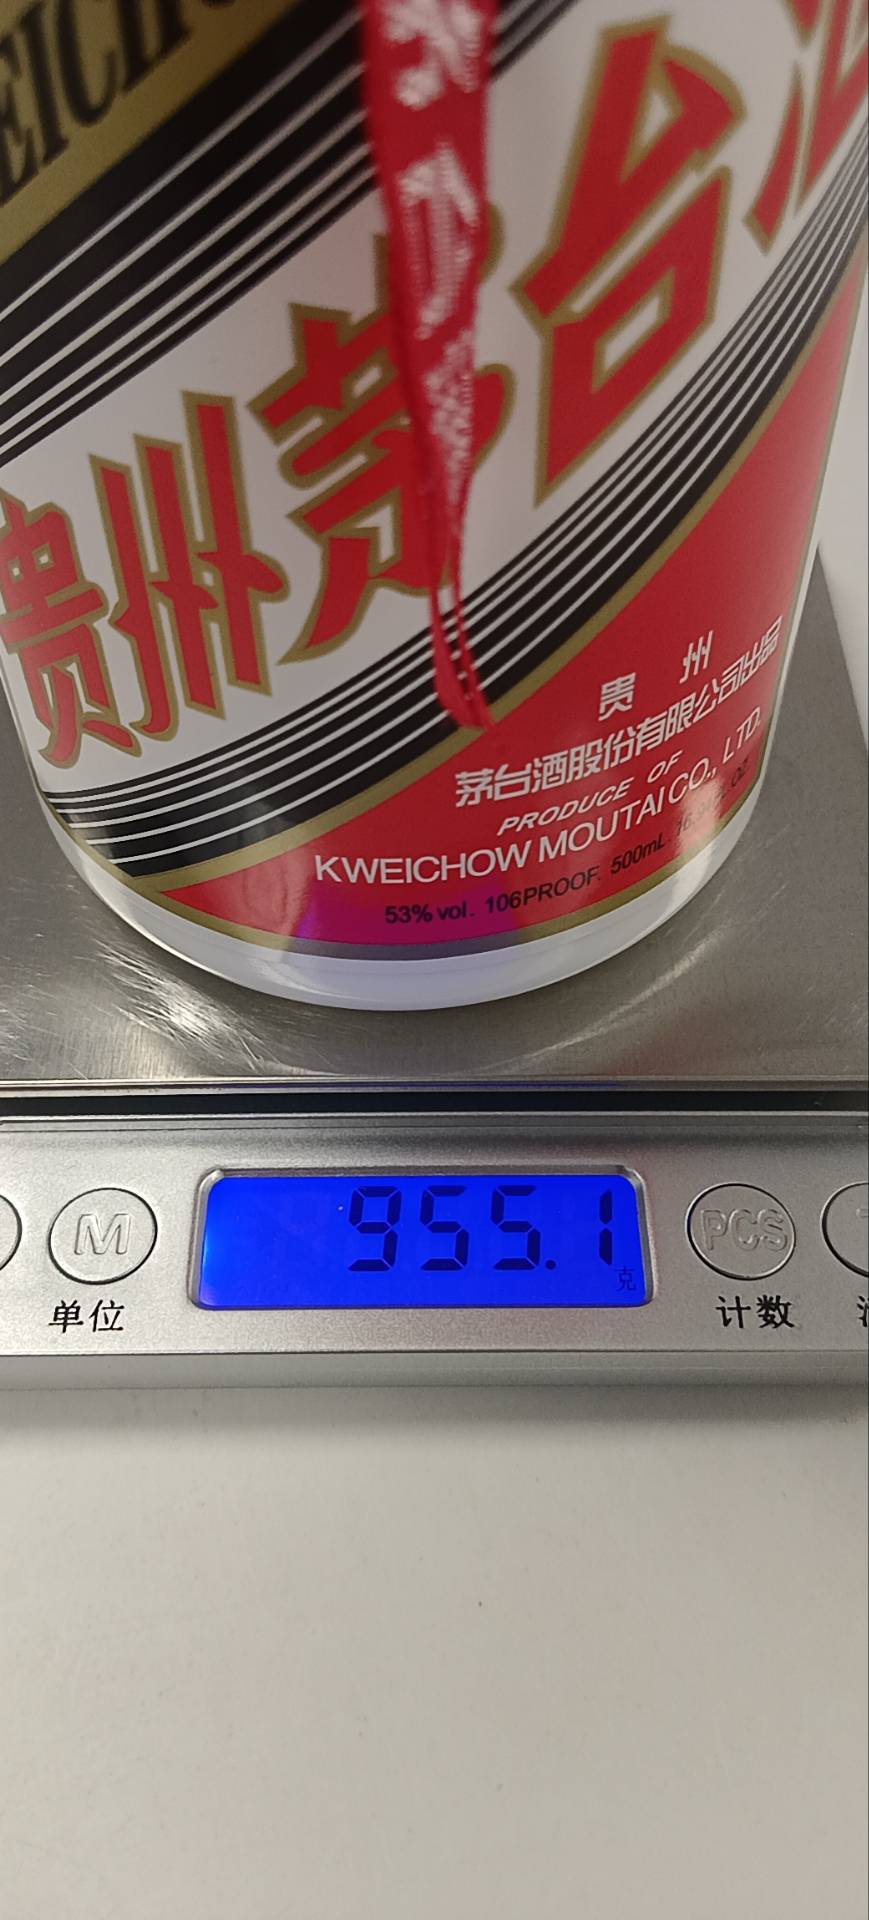 EICH
贵州茅台酒
贵 州
茅台酒股份有限公司出品
PRODUCE OF
KWEICHOW MOUTAI CO., LTD.
53% vol. 106PROOF. 500mL.
955.1
克
M
PCS
单位
计数